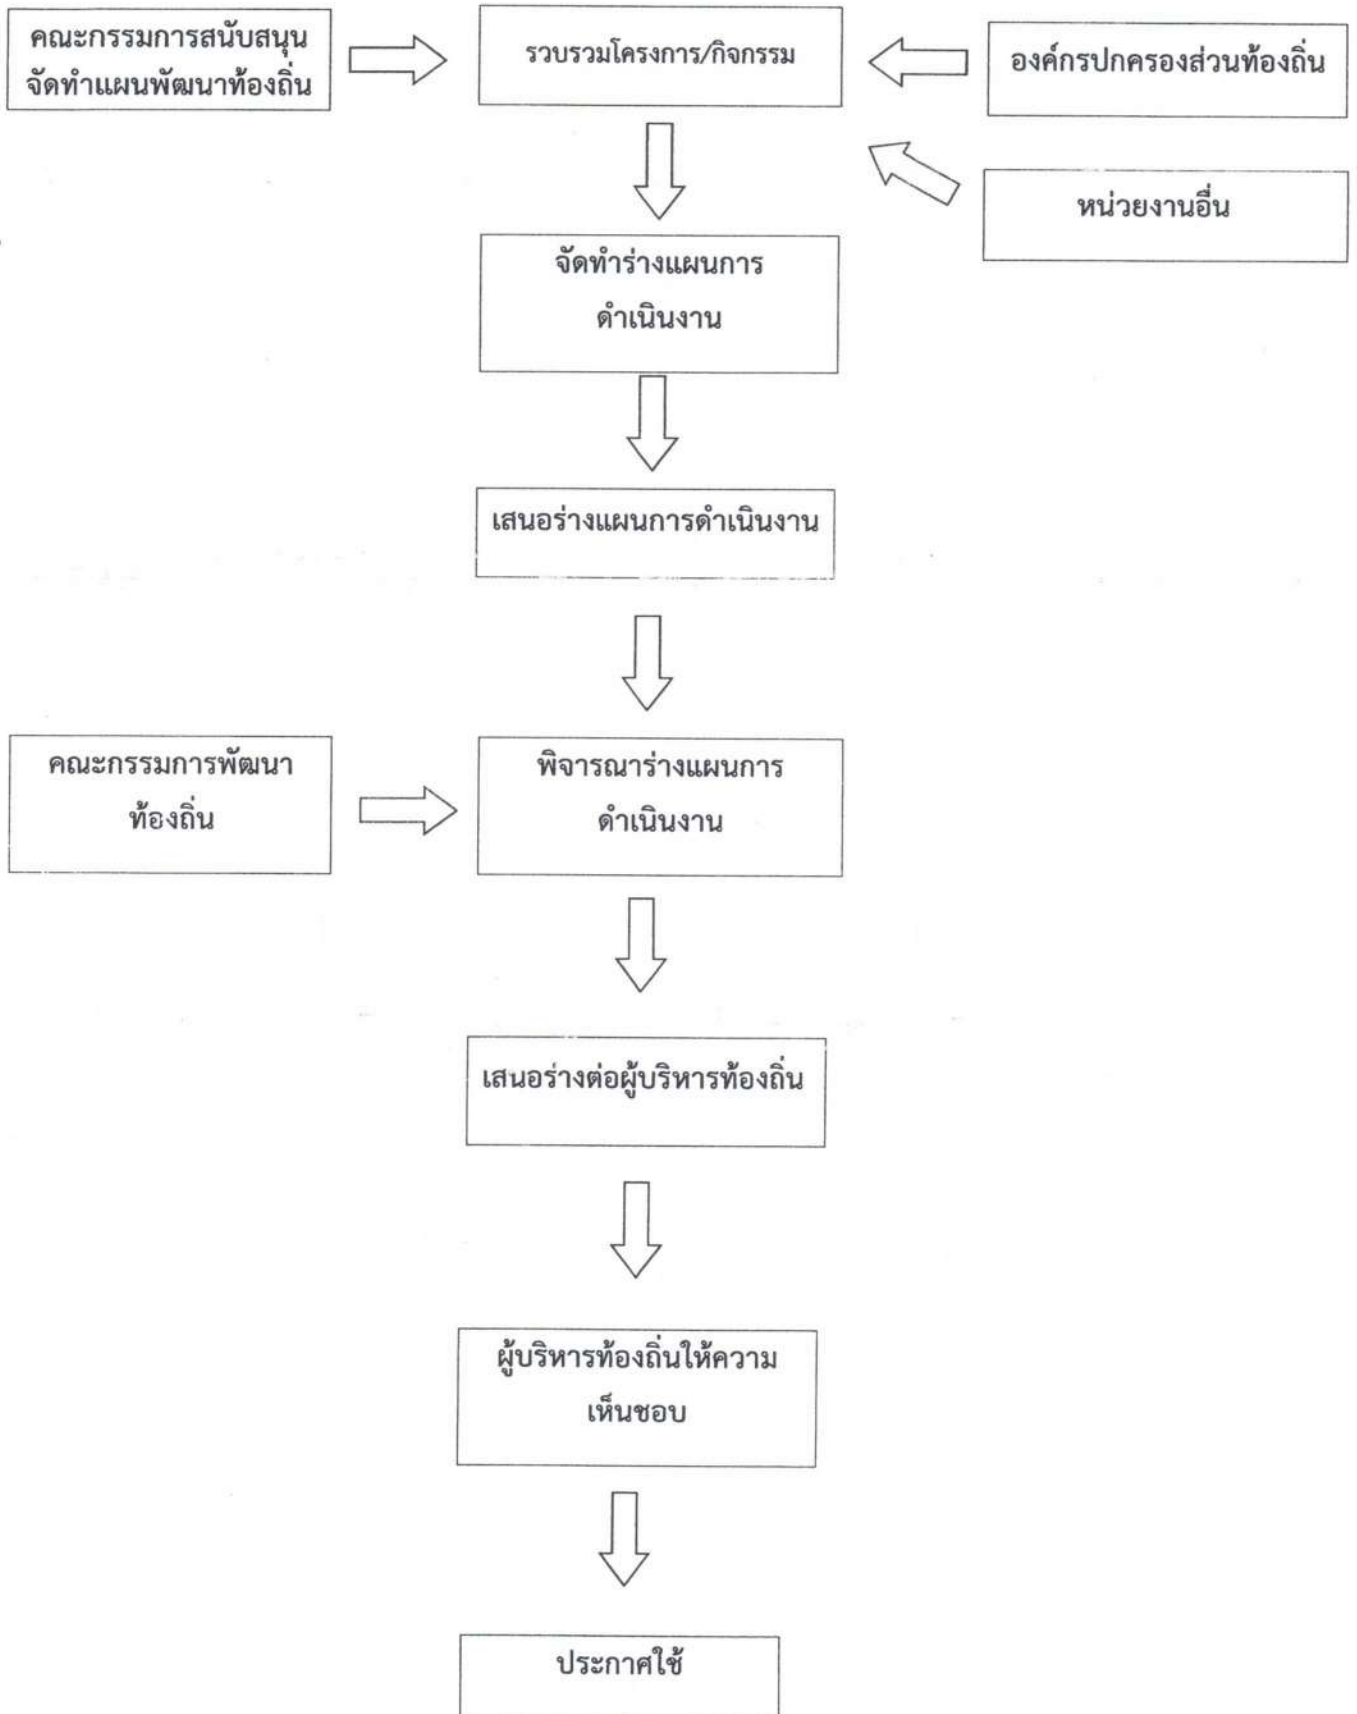 คณะกรรมการสนับสนุน
จัดทำแผนพัฒนาท้องถิ่น
รวบรวมโครงการ/กิจกรรม
องค์กรปกครองส่วนท้องถิ่น
หน่วยงานอื่น
จัดทำร่างแผนการ
ดำเนินงาน
เสนอร่างแผนการดำเนินงาน
คณะกรรมการพัฒนา
ท้องถิ่น
พิจารณาร่างแผนการ
ดำเนินงาน
เสนอร่างต่อผู้บริหารท้องถิ่น
ผู้บริหารท้องถิ่นให้ความ
เห็นชอบ
ประกาศใช้